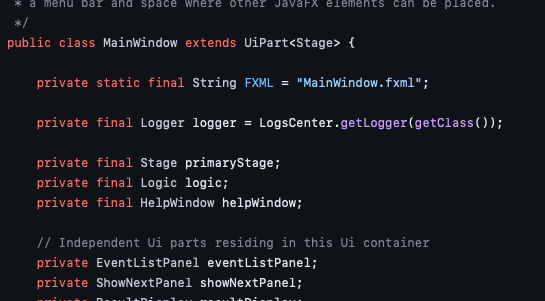 * a menu bar and space where other JavaFX elements can be placed.
*/
public class MainWindow extends UiPart<Stage> {
private static final String FXML = "MainWindow.fxml";
private final Logger logger = LogsCenter.getLogger(getClass());
private final Stage primaryStage;
private final Logic logic;
private final HelpWindow helpWindow;
// Independent Ui parts residing in this Ui container
private EventListPanel eventListPanel;
private ShowNextPanel showNextPanel;
private ResultDisplay resultDisplay;